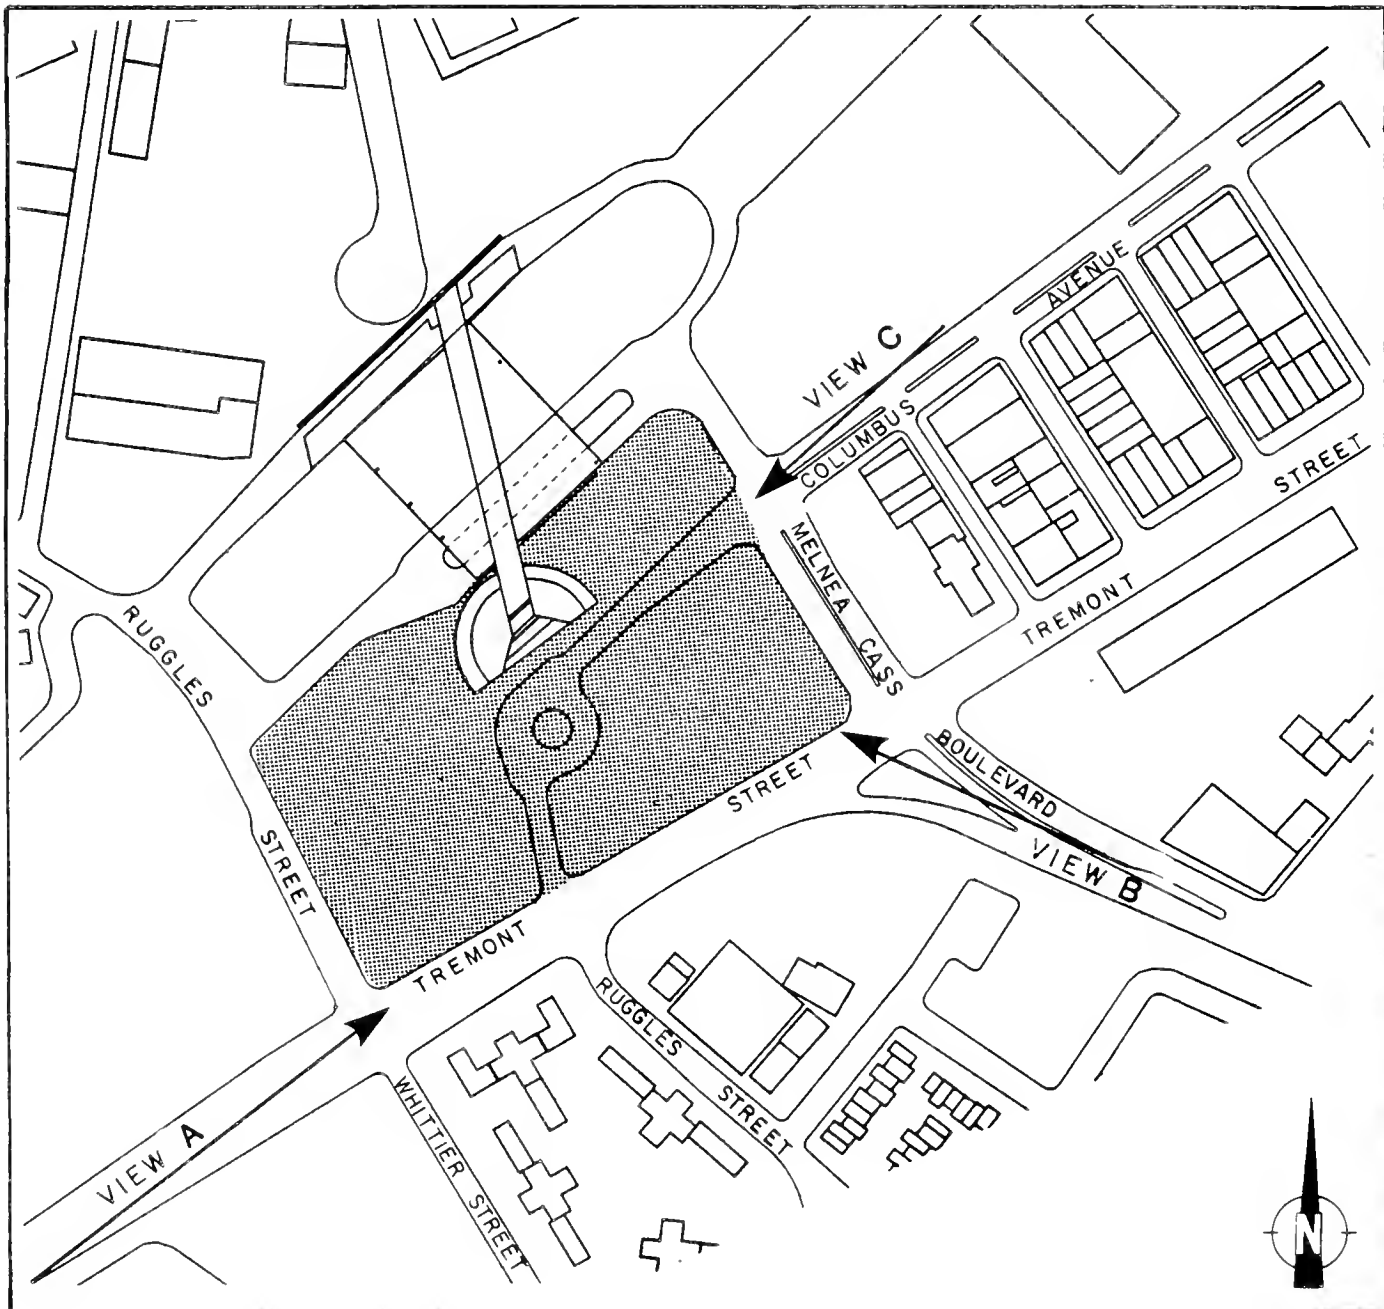 AVENUE
VIEW C
COLUMBUS
STREET
TREMONT
MELNEA CASS
RUGGLES
BOULEVARD
STREET
VIEW B
STREET
TREMONT
RUGGLES STREET
WHITTIER STREET
VIEW A
N